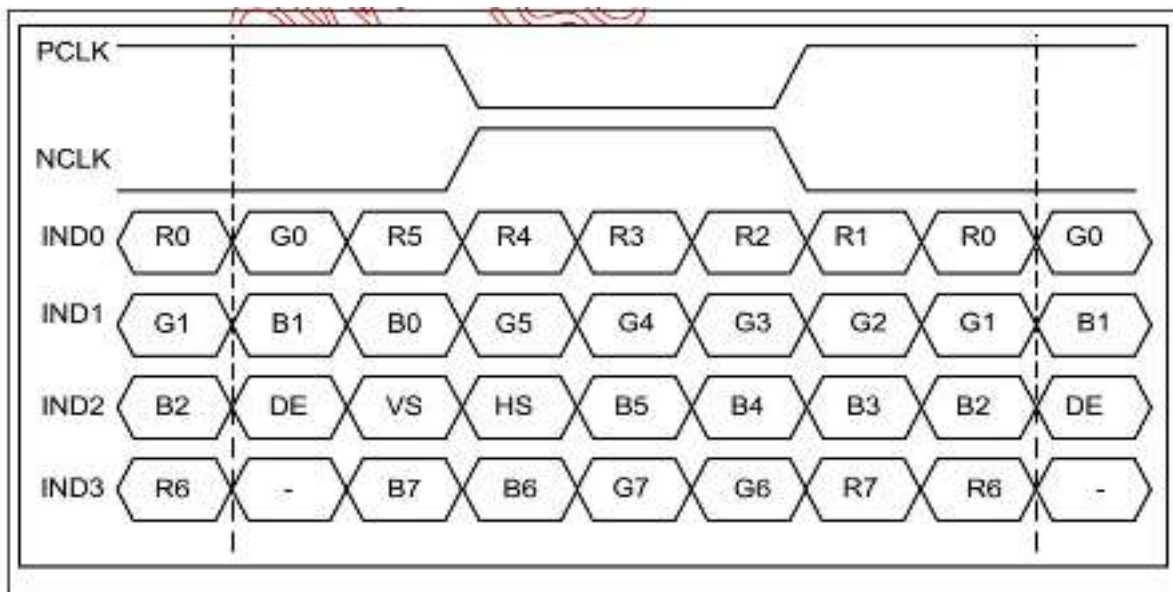 PCLK
NCLK
IND0 R0 G0 R5 R4 R3 R2 R1 R0 G0
IND1 G1 B1 B0 G5 G4 G3 G2 G1 B1
IND2 B2 DE VS HS B5 B4 B3 B2 DE
IND3 R6 - B7 B6 G7 G6 R7 R6 -